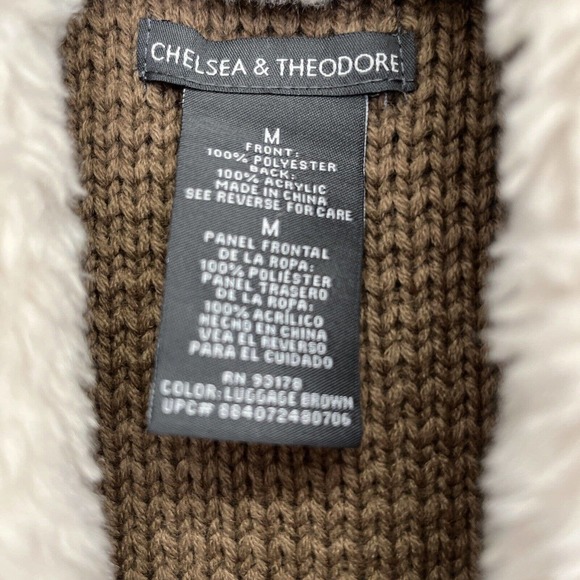 CHELSEA & THEODORE
M
FRONT:
100% POLYESTER
BACK:
100% ACRYLIC
MADE IN CHINA
SEE REVERSE FOR CARE
M
PANEL FRONTAL
DE LA ROPA:
100% POLIÉSTER
PANEL TRASERO
DE LA ROPA:
100% ACRÍLICO
HECHO EN CHINA
VEA EL REVERSO
PARA EL CUIDADO
RN 93178
COLOR: LUGGAGE BROWN
UPC# 884072480706